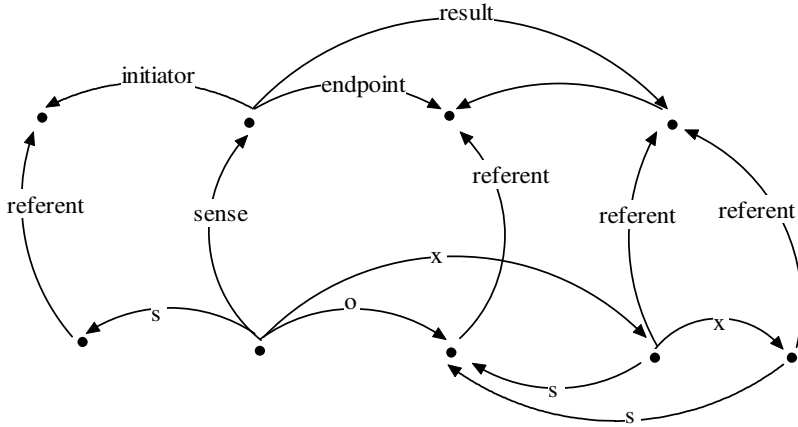 result
initiator
endpoint
referent
referent
sense
referent
referent
x
s
o
x
s
s